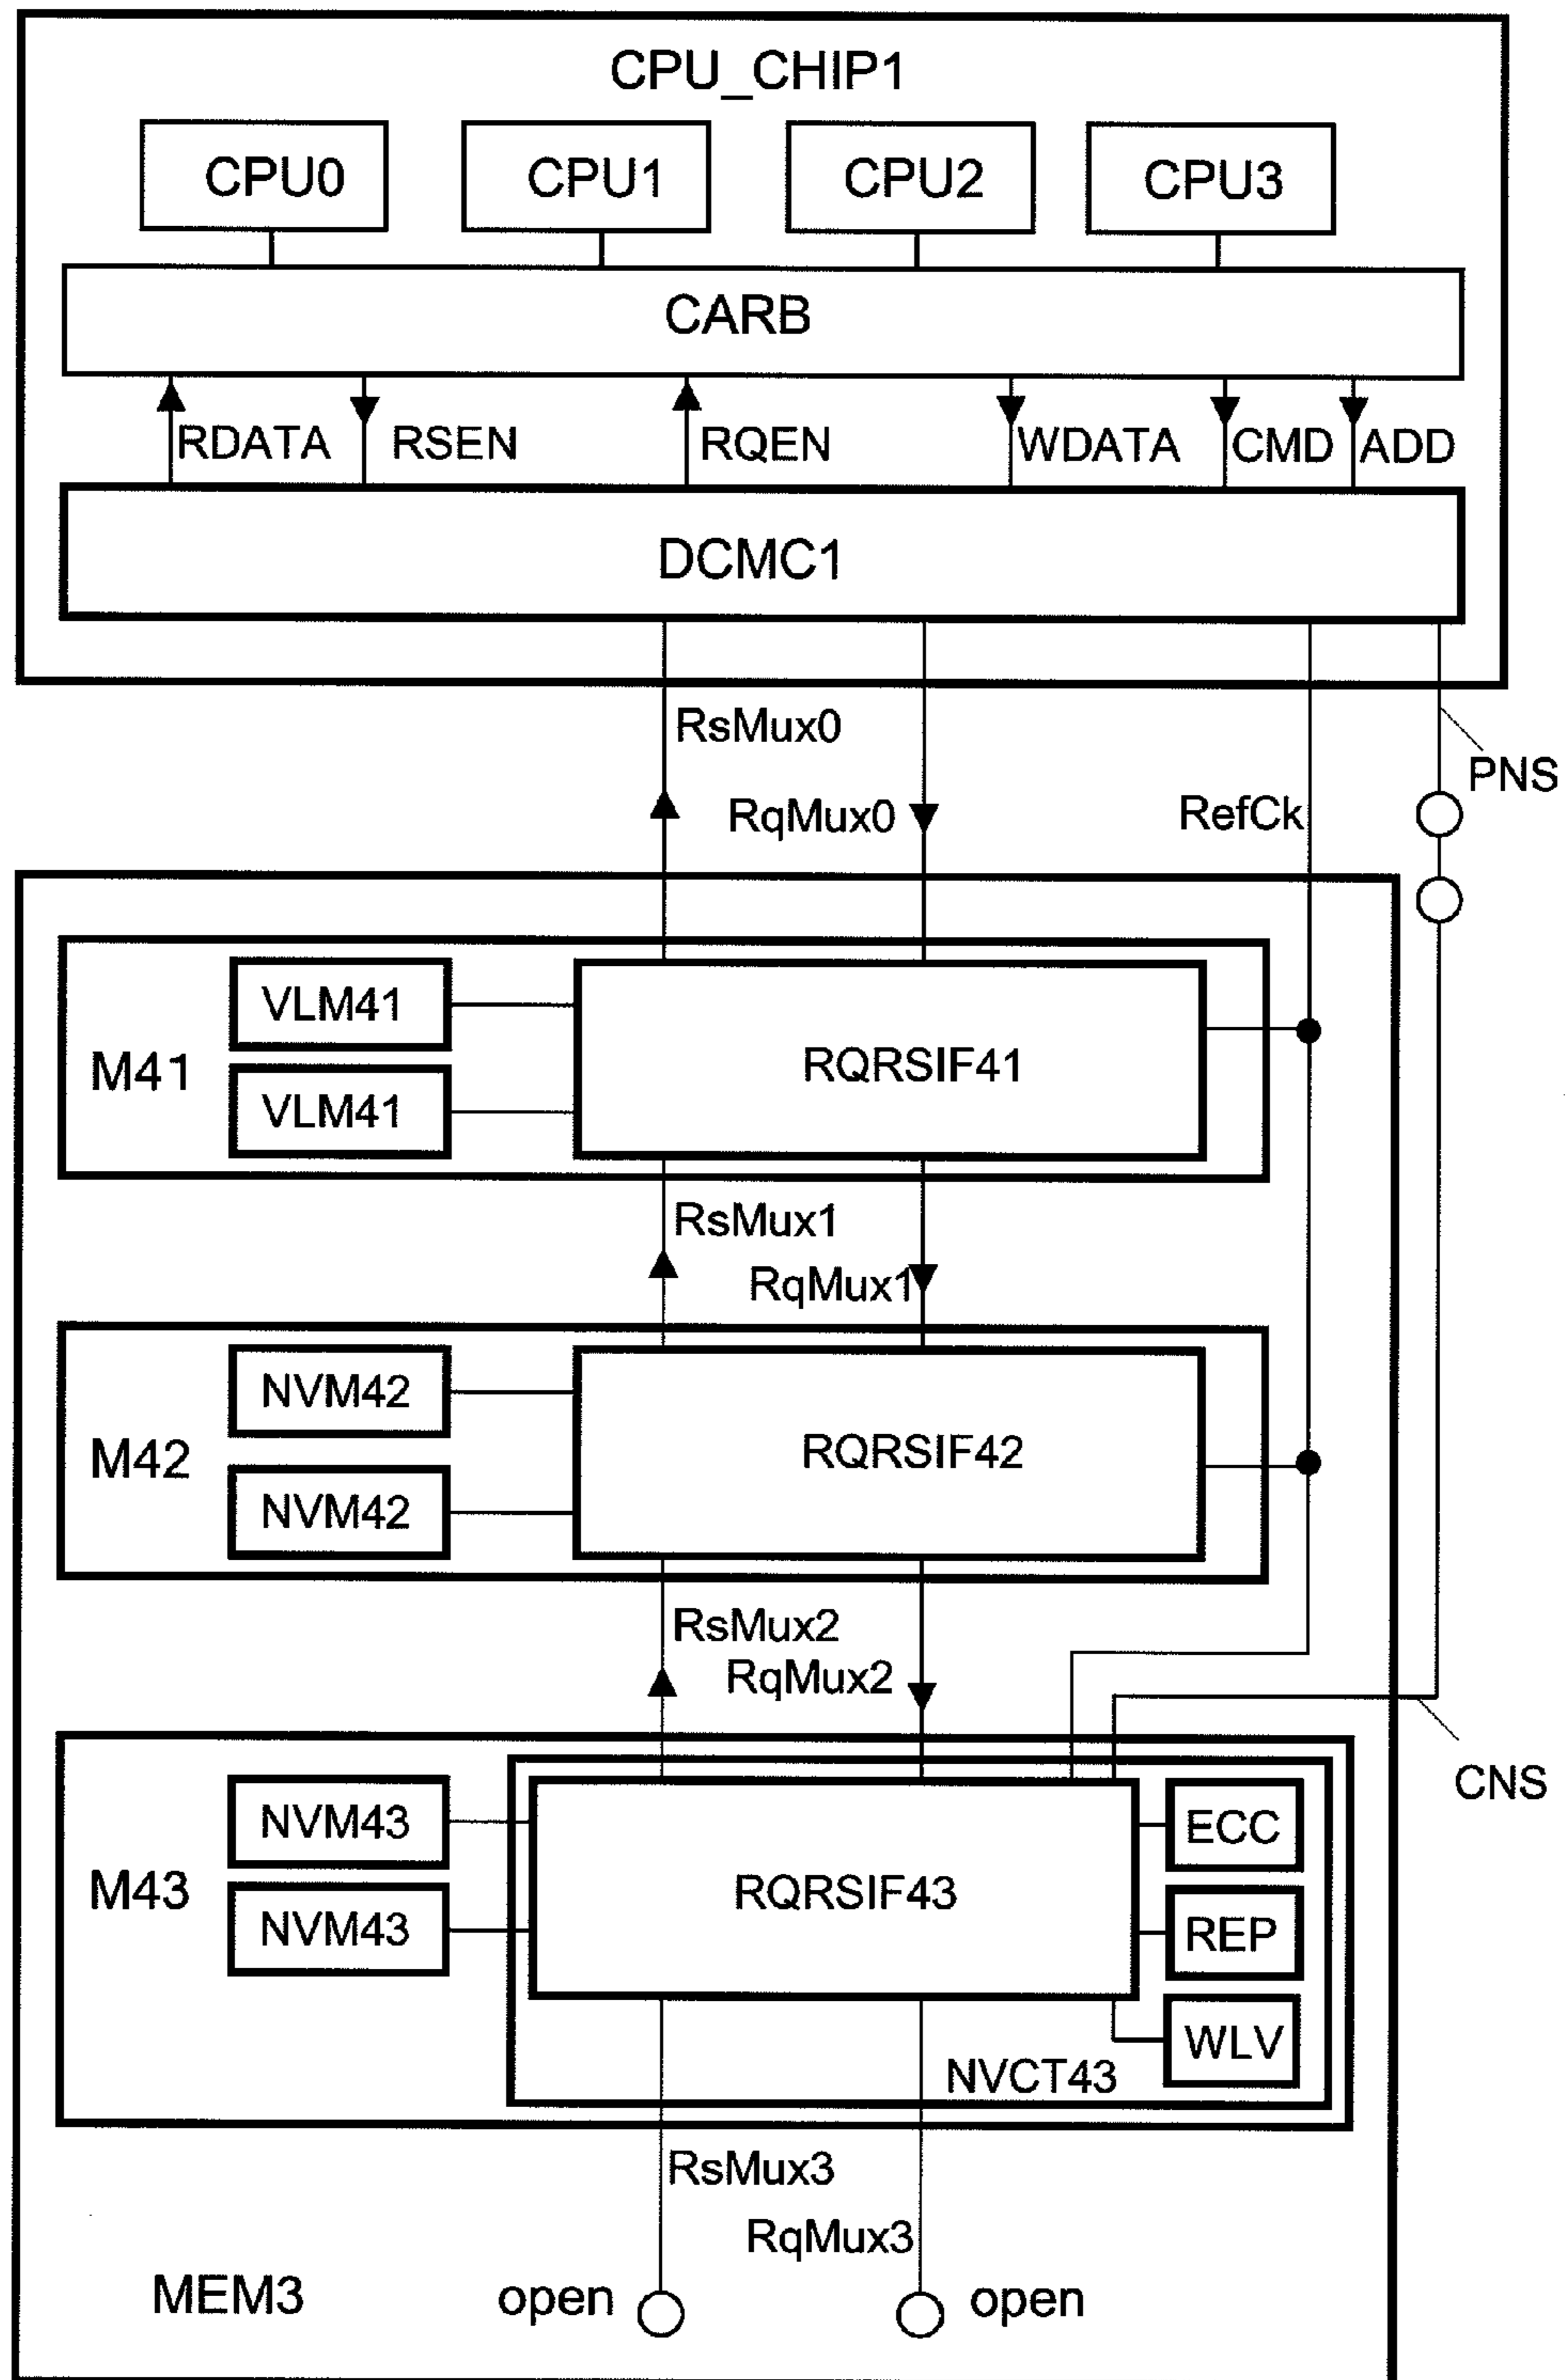 CPU_CHIP1
CPU0 CPU1 CPU2 CPU3
CARB
RDATA RSEN RQEN WDATA CMD ADD
DCMC1
RsMux0
PNS
RqMux0 RefCk
VLM41
M41 RQRSIF41
VLM41
RsMux1
RqMux1
NVM42
M42 RQRSIF42
NVM42
RsMux2
RqMux2
CNS
NVM43 ECC
M43 RQRSIF43
NVM43 REP
WLV
NVCT43
RsMux3
RqMux3
MEM3 open open